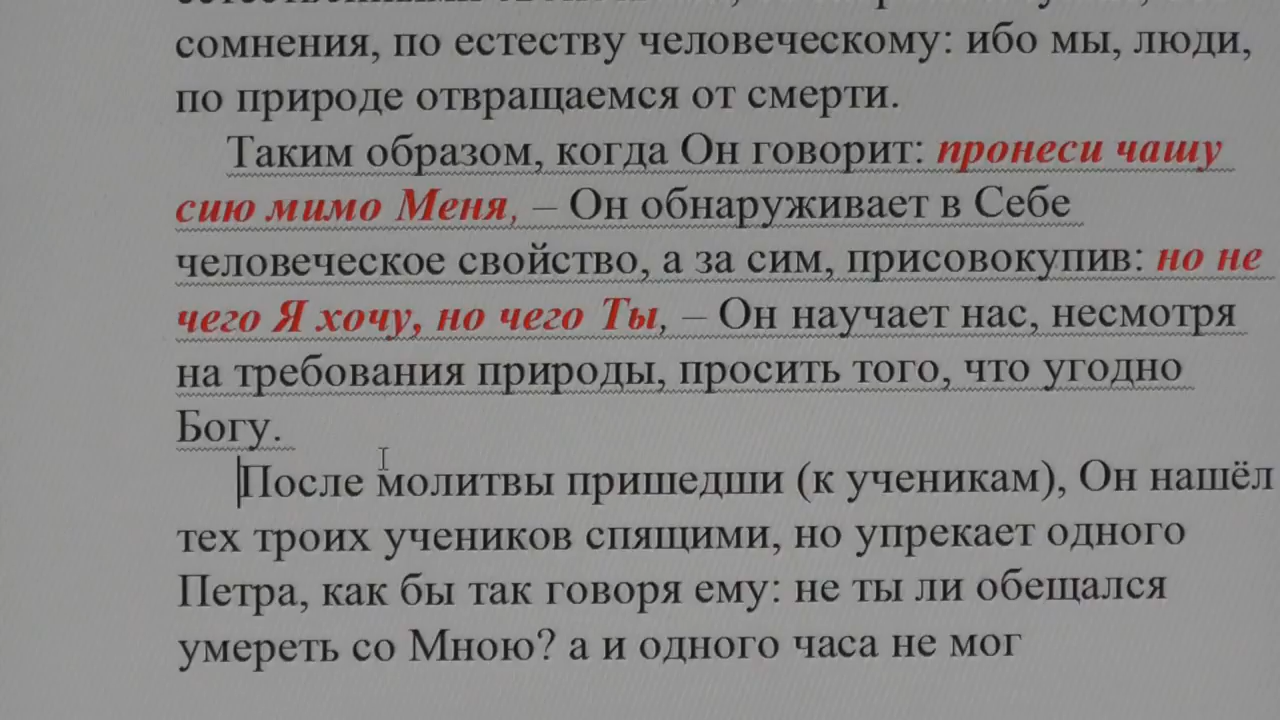 сомнения, по естеству человеческому: ибо мы, люди,
по природе отвращаемся от смерти.
Таким образом, когда Он говорит: пронеси чашу
сию мимо Меня, – Он обнаруживает в Себе
человеческое свойство, а за сим, присовокупив: но не
чего Я хочу, но чего Ты, – Он научает нас, несмотря
на требования природы, просить того, что угодно
Богу.
После молитвы пришедши (к ученикам), Он нашёл
тех троих учеников спящими, но упрекает одного
Петра, как бы так говоря ему: не ты ли обещался
умереть со Мною? а и одного часа не мог